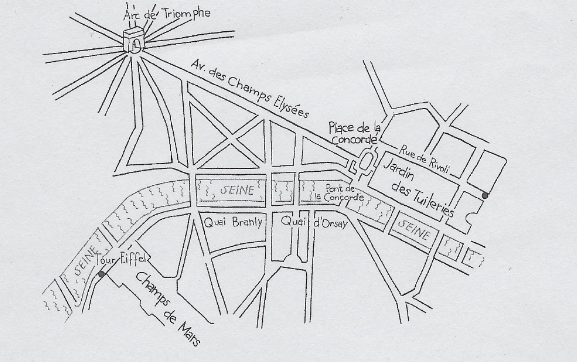 Arc de Triomphe
Av. des Champs Elysées
Place de la
Concorde
Rue de Rivoli
Jardin
des Tuileries
SEINE
Pont de
la Concorde
Quai Branly
Quai d'Orsay
SEINE
SEINE
Tour Eiffel
Champs
de Mars